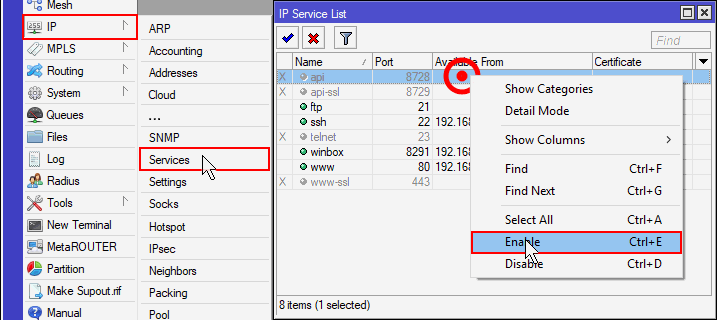 Mesh
IP
MPLS
Routing
System
Queues
Files
Log
Radius
Tools
New Terminal
MetaROUTER
Partition
Make Supout.rif
Manual
ARP
Accounting
Addresses
Cloud
...
SNMP
Services
Settings
Socks
Hotspot
IPsec
Neighbors
Packing
Pool
IP Service List
Find
Name Port Available From Certificate
X api 8728
X api-ssl 8729
ftp 21
ssh 22 192.168
X telnet 23
winbox 8291 192.168
www 80 192.168
X www-ssl 443
Show Categories
Detail Mode
Show Columns
Find Ctrl+F
Find Next Ctrl+G
Select All Ctrl+A
Enable Ctrl+E
Disable Ctrl+D
8 items (1 selected)